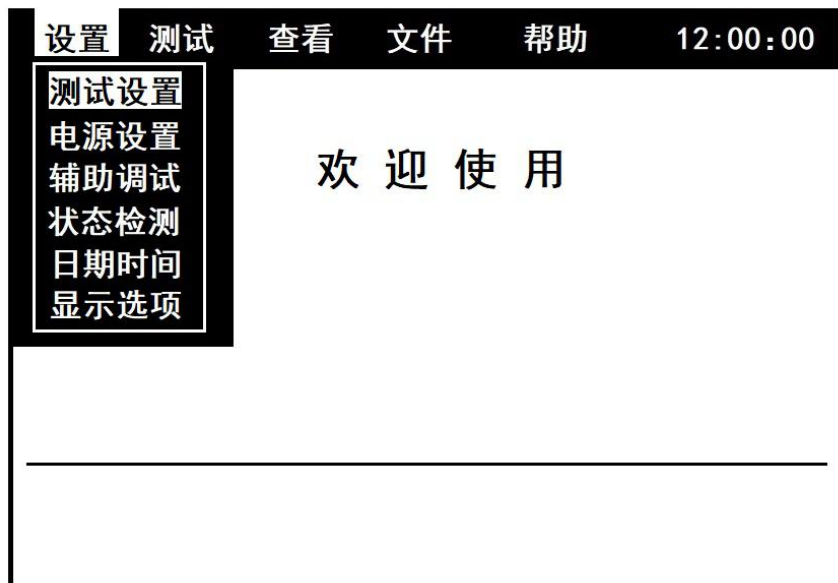 设置 测试 查看 文件 帮助 12:00:00
测试设置
电源设置
辅助调试
状态检测
日期时间
显示选项
欢迎使用